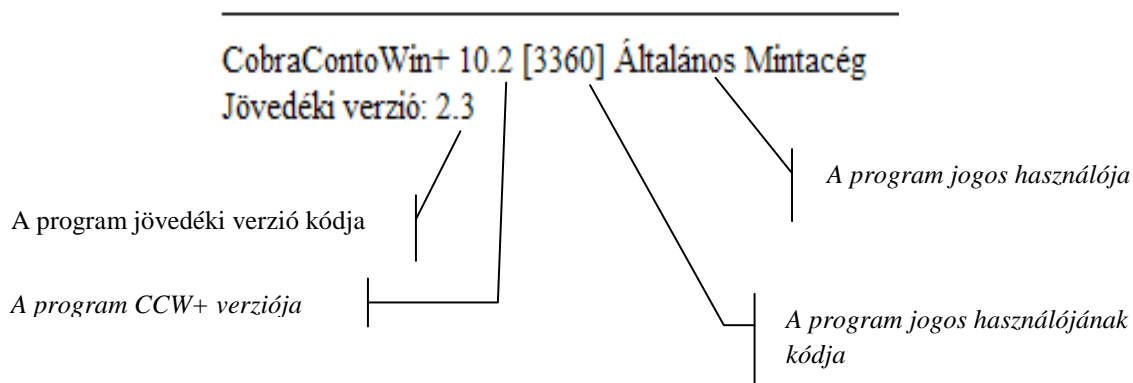 CobraContoWin+ 10.2 [3360] Általános Mintacég
Jövedéki verzió: 2.3
A program jogos használója
A program jövedéki verzió kódja
A program CCW+ verziója
A program jogos használójának
kódja